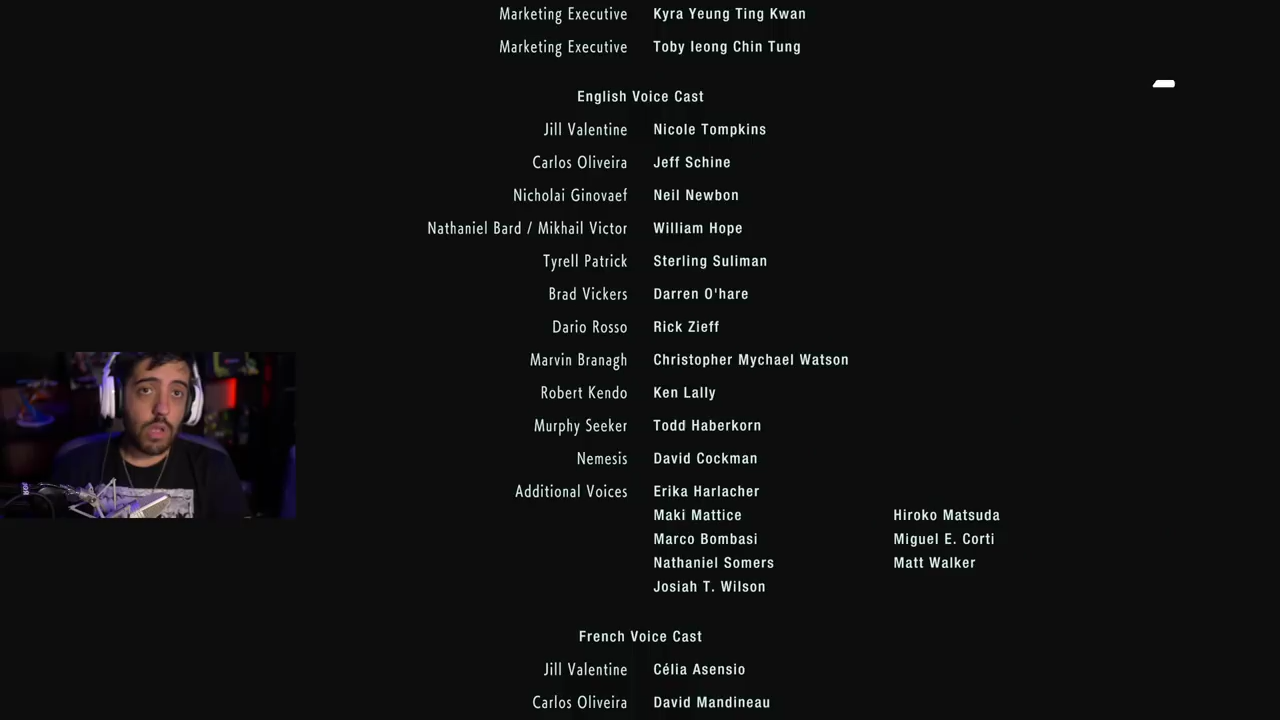 Marketing Executive Kyra Yeung Ting Kwan
Marketing Executive Toby Ieong Chin Tung
English Voice Cast
Jill Valentine Nicole Tompkins
Carlos Oliveira Jeff Schine
Nicholai Ginovaef Neil Newbon
Nathaniel Bard / Mikhail Victor William Hope
Tyrell Patrick Sterling Suliman
Brad Vickers Darren O'hare
Dario Rosso Rick Zieff
Marvin Branagh Christopher Mychael Watson
Robert Kendo Ken Lally
Murphy Seeker Todd Haberkorn
Nemesis David Cockman
Additional Voices Erika Harlacher
Maki Mattice Hiroko Matsuda
Marco Bombasi Miguel E. Corti
Nathaniel Somers Matt Walker
Josiah T. Wilson
French Voice Cast
Jill Valentine Célia Asensio
Carlos Oliveira David Mandineau